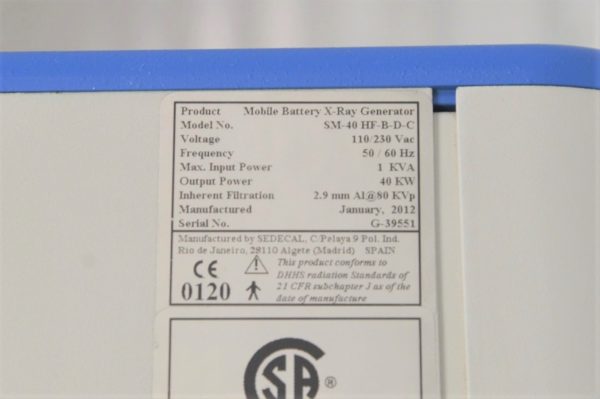 Product Mobile Battery X-Ray Generator
Model No. SM-40 HF-B-D-C
Voltage 110/230 Vac
Frequency 50 / 60 Hz
Max. Input Power 1 KVA
Output Power 40 KW
Inherent Filtration 2.9 mm Al@80 KVp
Manufactured January, 2012
Serial No. G-39551
Manufactured by SEDECAL, C/Pelaya 9 Pol. Ind.
Rio de Janeiro, 28110 Algete (Madrid) SPAIN
CE
0120
This product conforms to
DHHS radiation Standards of
21 CFR subchapter J as of the
date of manufacture
CSA ®